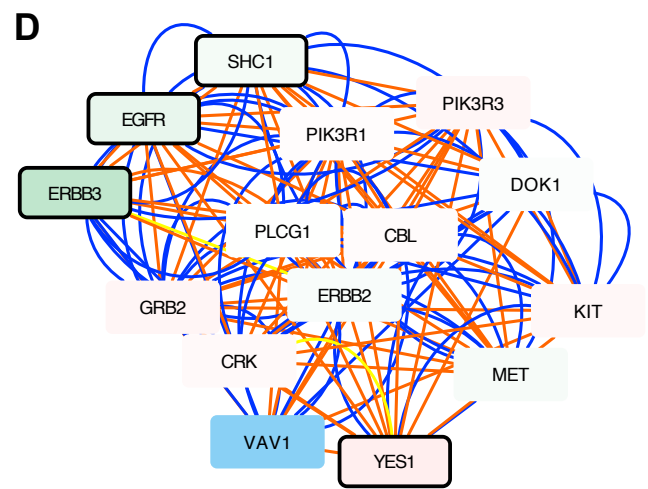 D
SHC1
PIK3R3
EGFR
PIK3R1
DOK1
ERBB3
PLCG1
CBL
ERBB2
GRB2
KIT
CRK
MET
VAV1
YES1